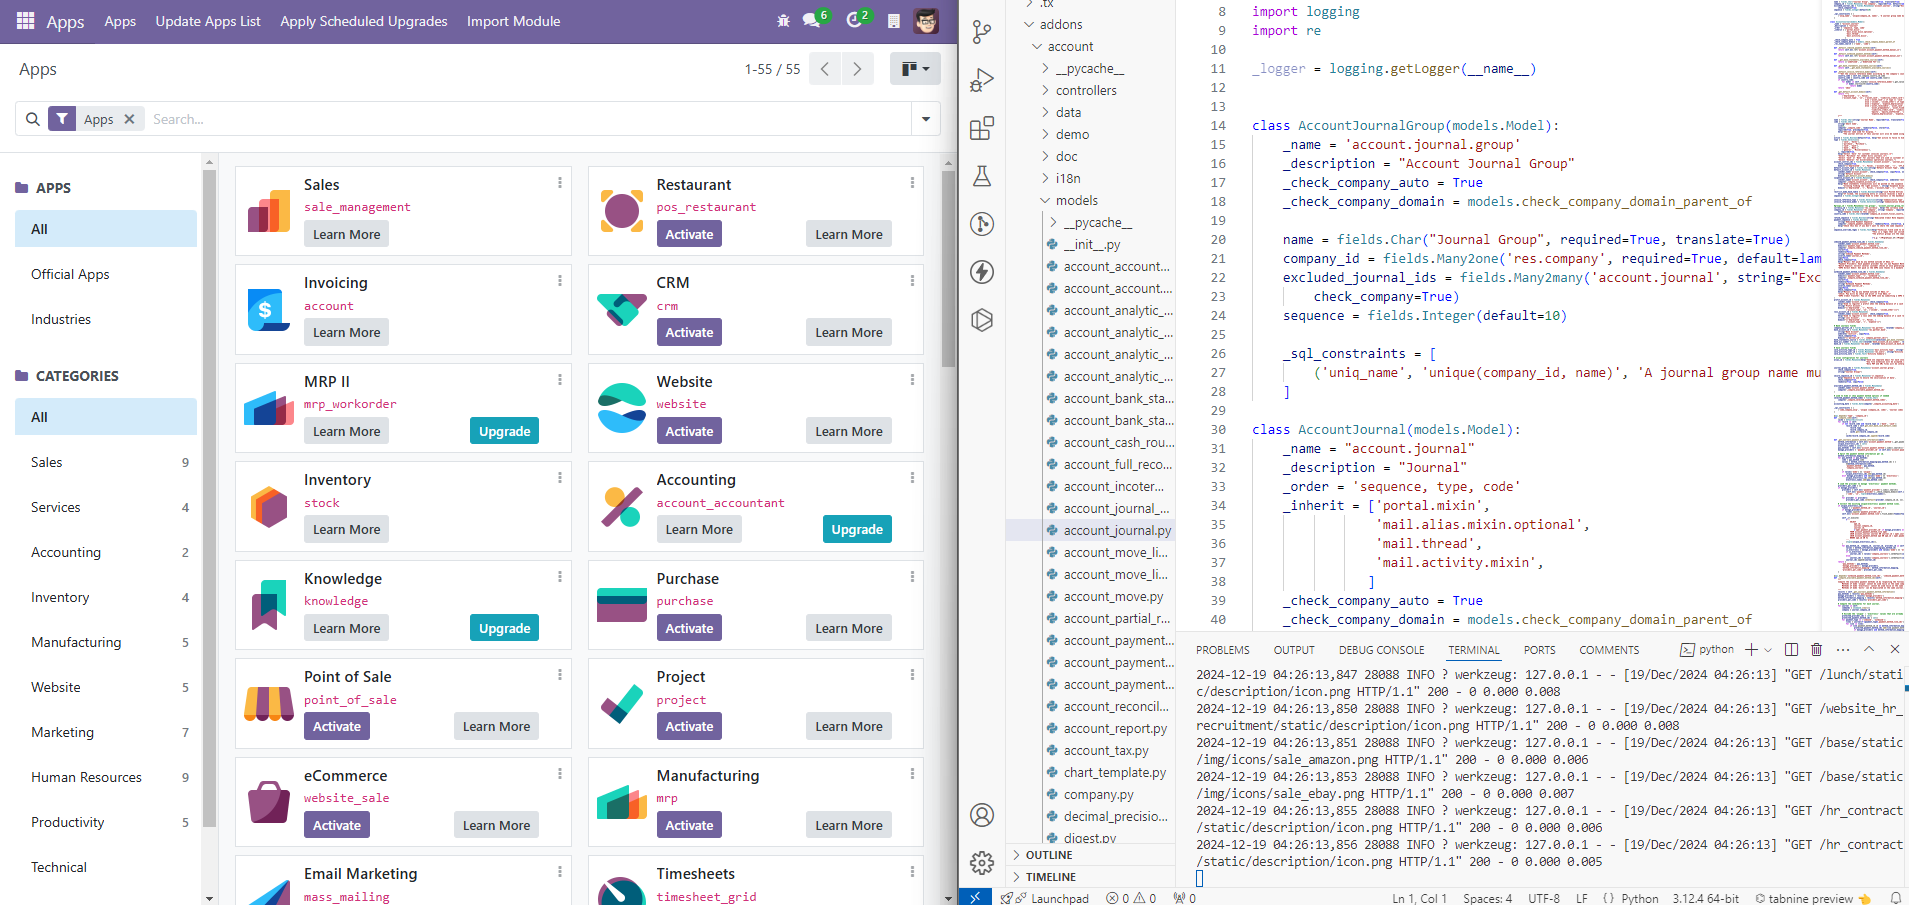 Apps
Apps
Update Apps List
Apply Scheduled Upgrades
Import Module
6
2
Apps
1-55 / 55
Apps
Search...
APPS
All
Official Apps
Industries
CATEGORIES
All
Sales 9
Services 4
Accounting 2
Inventory 4
Manufacturing 5
Website 5
Marketing 7
Human Resources 9
Productivity 5
Technical
Sales
sale_management
Learn More
Restaurant
pos_restaurant
Activate
Learn More
Invoicing
account
Learn More
CRM
crm
Activate
Learn More
MRP II
mrp_workorder
Learn More
Upgrade
Website
website
Activate
Learn More
Inventory
stock
Learn More
Accounting
account_accountant
Learn More
Upgrade
Knowledge
knowledge
Learn More
Upgrade
Purchase
purchase
Activate
Learn More
Point of Sale
point_of_sale
Activate
Learn More
Project
project
Activate
Learn More
eCommerce
website_sale
Activate
Learn More
Manufacturing
mrp
Activate
Learn More
Email Marketing
mass_mailing
Timesheets
timesheet_grid
.tx
addons
account
__pycache__
controllers
data
demo
doc
i18n
models
__pycache__
__init__.py
account_account...
account_account...
account_analytic_...
account_analytic_...
account_analytic_...
account_analytic_...
account_bank_sta...
account_bank_sta...
account_cash_rou...
account_full_reco...
account_incoter...
account_journal_...
account_journal.py
account_move_li...
account_move_li...
account_move.py
account_partial_r...
account_payment...
account_payment...
account_payment...
account_reconcil...
account_report.py
account_tax.py
chart_template.py
company.py
decimal_precisio...
digest.py
OUTLINE
TIMELINE
8 import logging
9 import re
10
11 _logger = logging.getLogger(__name__)
12
13
14 class AccountJournalGroup(models.Model):
15 _name = 'account.journal.group'
16 _description = "Account Journal Group"
17 _check_company_auto = True
18 _check_company_domain = models.check_company_domain_parent_of
19
20 name = fields.Char("Journal Group", required=True, translate=True)
21 company_id = fields.Many2one('res.company', required=True, default=lam
22 excluded_journal_ids = fields.Many2many('account.journal', string="Exc
23 check_company=True)
24 sequence = fields.Integer(default=10)
25
26 _sql_constraints = [
27 ('uniq_name', 'unique(company_id, name)', 'A journal group name mu
28 ]
29
30 class AccountJournal(models.Model):
31 _name = "account.journal"
32 _description = "Journal"
33 _order = 'sequence, type, code'
34 _inherit = ['portal.mixin',
35 'mail.alias.mixin.optional',
36 'mail.thread',
37 'mail.activity.mixin',
38 ]
39 _check_company_auto = True
40 _check_company_domain = models.check_company_domain_parent_of
PROBLEMS OUTPUT DEBUG CONSOLE TERMINAL PORTS COMMENTS python
2024-12-19 04:26:13,847 28088 INFO ? werkzeug: 127.0.0.1 - - [19/Dec/2024 04:26:13] "GET /lunch/stati
c/description/icon.png HTTP/1.1" 200 - 0 0.000 0.008
2024-12-19 04:26:13,850 28088 INFO ? werkzeug: 127.0.0.1 - - [19/Dec/2024 04:26:13] "GET /website_hr_
recruitment/static/description/icon.png HTTP/1.1" 200 - 0 0.000 0.008
2024-12-19 04:26:13,851 28088 INFO ? werkzeug: 127.0.0.1 - - [19/Dec/2024 04:26:13] "GET /base/static
/img/icons/sale_amazon.png HTTP/1.1" 200 - 0 0.000 0.006
2024-12-19 04:26:13,853 28088 INFO ? werkzeug: 127.0.0.1 - - [19/Dec/2024 04:26:13] "GET /base/static
/img/icons/sale_ebay.png HTTP/1.1" 200 - 0 0.000 0.007
2024-12-19 04:26:13,855 28088 INFO ? werkzeug: 127.0.0.1 - - [19/Dec/2024 04:26:13] "GET /hr_contract
/static/description/icon.png HTTP/1.1" 200 - 0 0.000 0.006
2024-12-19 04:26:13,856 28088 INFO ? werkzeug: 127.0.0.1 - - [19/Dec/2024 04:26:13] "GET /hr_contract
/static/description/icon.png HTTP/1.1" 200 - 0 0.000 0.005
Launchpad 0 0 0 Ln 1, Col 1 Spaces: 4 UTF-8 LF Python 3.12.4 64-bit tabnine preview